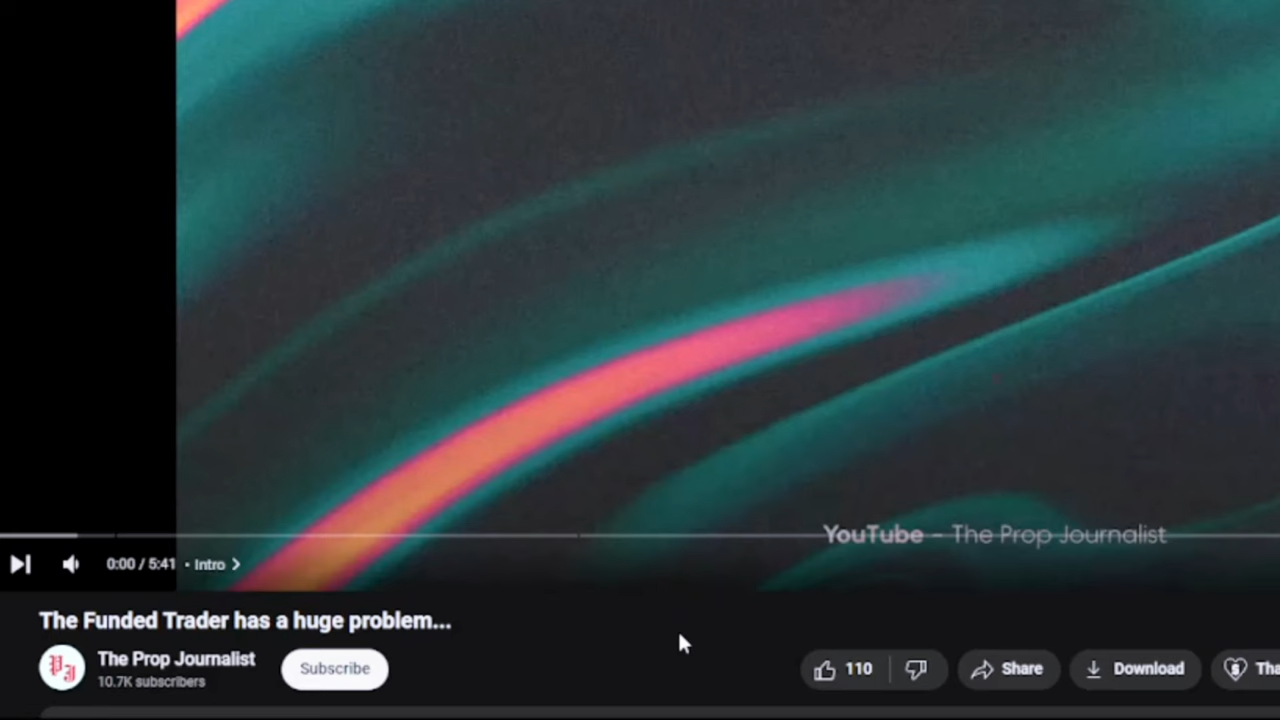 YouTube - The Prop Journalist
0:00 / 5:41 • Intro
The Funded Trader has a huge problem...
The Prop Journalist
10.7K subscribers
Subscribe
110
Share
Download
Tha